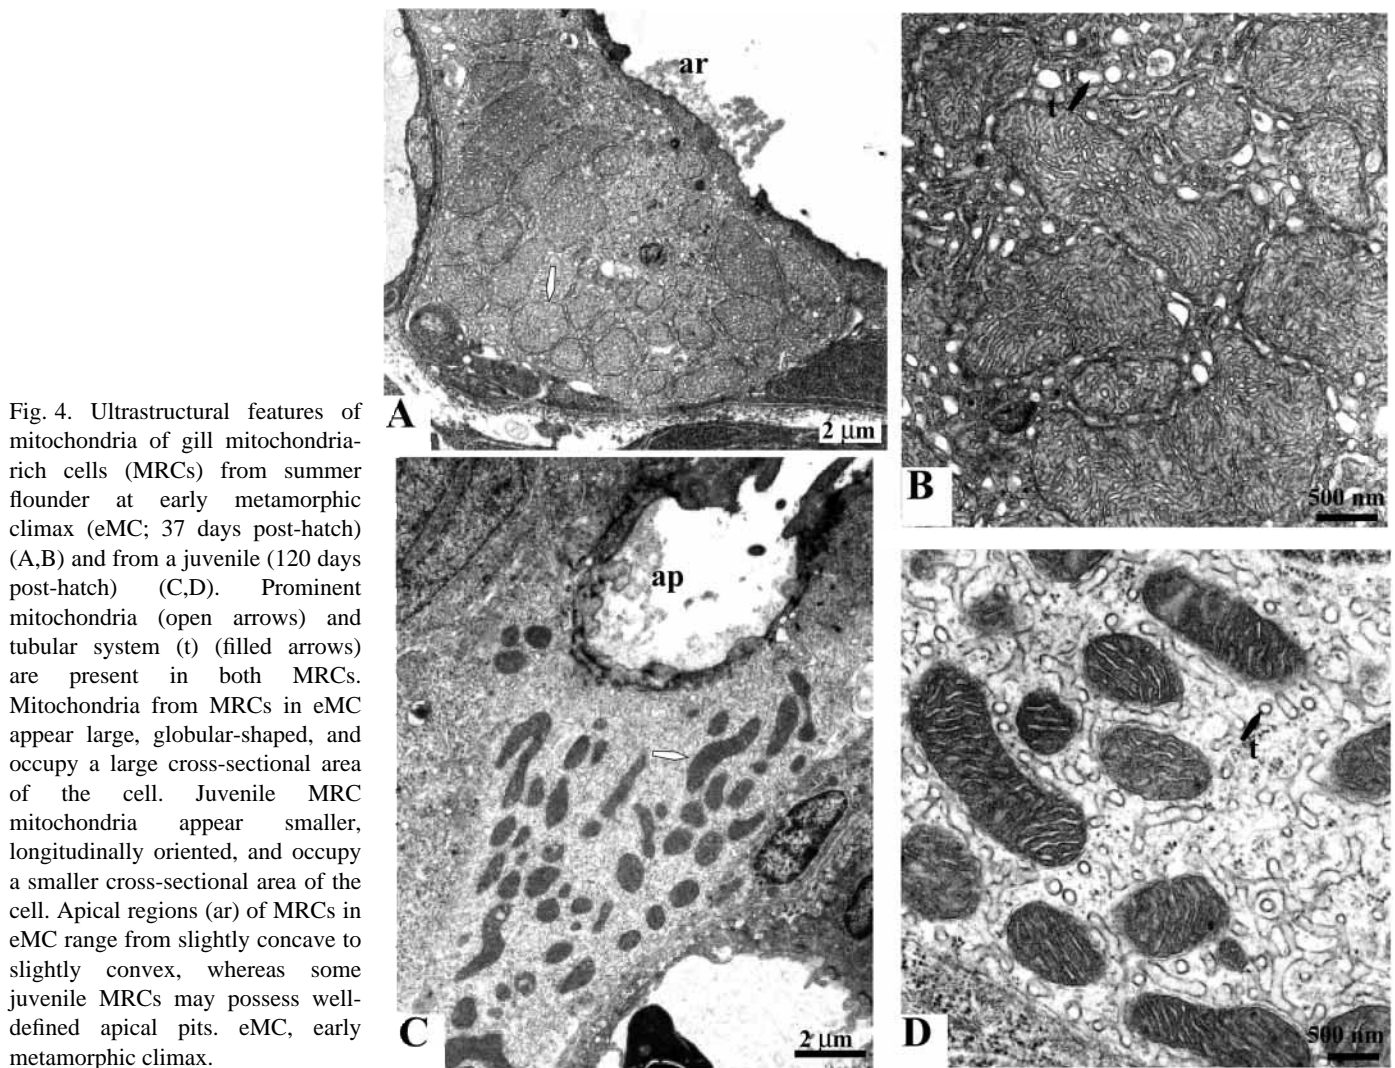 Fig. 4. Ultrastructural features of
mitochondria of gill mitochondria-
rich cells (MRCs) from summer
flounder at early metamorphic
climax (eMC; 37 days post-hatch)
(A,B) and from a juvenile (120 days
post-hatch) (C,D). Prominent
mitochondria (open arrows) and
tubular system (t) (filled arrows)
are present in both MRCs.
Mitochondria from MRCs in eMC
appear large, globular-shaped, and
occupy a large cross-sectional area
of the cell. Juvenile MRC
mitochondria appear smaller,
longitudinally oriented, and occupy
a smaller cross-sectional area of the
cell. Apical regions (ar) of MRCs in
eMC range from slightly concave to
slightly convex, whereas some
juvenile MRCs may possess well-
defined apical pits. eMC, early
metamorphic climax.
ar
A
2 µm
t
B
500 nm
ap
C
2 µm
t
D
500 nm